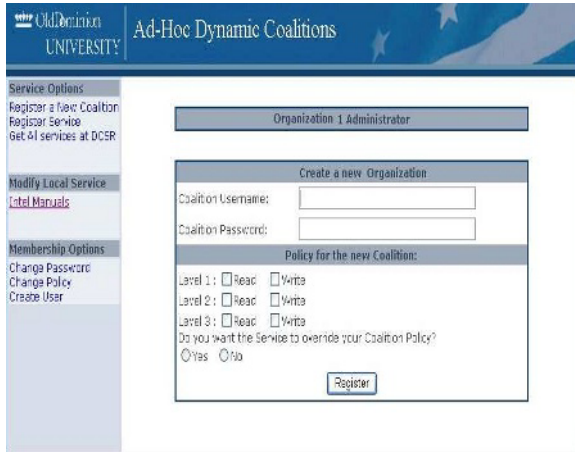 OldDominion
UNIVERSITY
Ad-Hoc Dynamic Coalitions
Service Options
Register a New Coalition
Register Service
Get All services at DCSR
Modify Local Service
Intel Manuals
Membership Options
Change Password
Change Policy
Create User
Organization 1 Administrator
Create a new Organization
Coalition Username:
Coalition Password:
Policy for the new Coalition:
Level 1: Read Write
Level 2: Read Write
Level 3: Read Write
Do you want the Service to override your Coalition Policy?
Yes No
Register